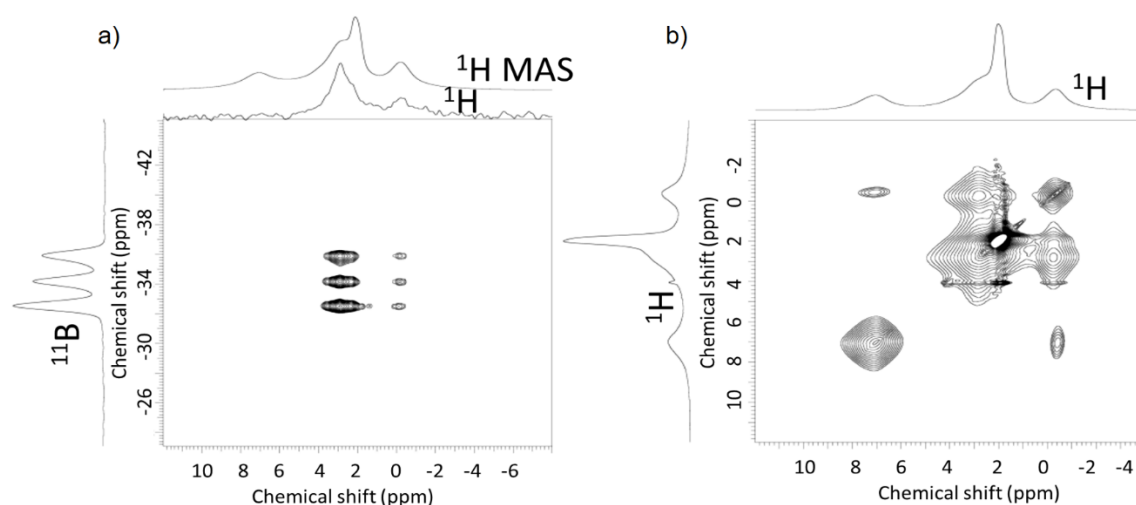 a)
¹H MAS
¹H
-42
-38
-34
-30
-26
Chemical shift (ppm)
¹¹B
10 8 6 4 2 0 -2 -4 -6
Chemical shift (ppm)
b)
¹H
-2
0
2
4
6
8
10
Chemical shift (ppm)
¹H
10 8 6 4 2 0 -2 -4
Chemical shift (ppm)